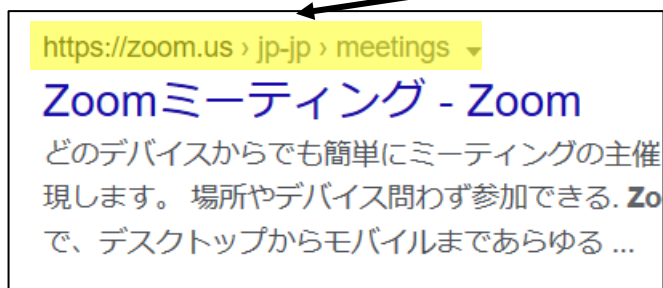 https://zoom.us › jp-jp › meetings
Zoomミーティング - Zoom
どのデバイスからでも簡単にミーティングの主催
現します。 場所やデバイス問わず参加できる. Zo
で、デスクトップからモバイルまであらゆる ...